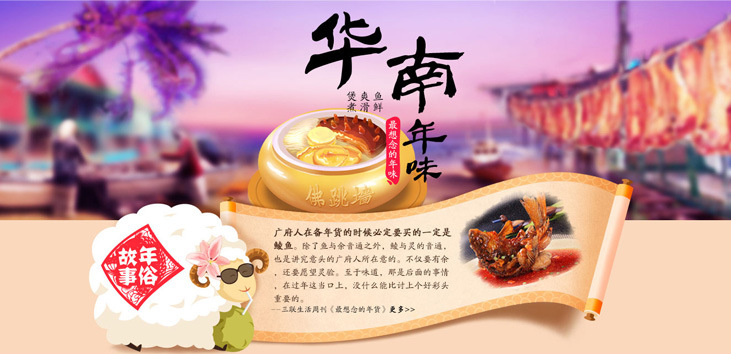 华南年味
煲爽鱼
煮滑鲜
最想念的年味
佛跳墙
年俗故事
广府人在备年货的时候必定要买的一定是
鲮鱼。除了鱼与余音通之外，鲮与灵的音通，
也是讲究意头的广府人所在意的。不仅要有余
，还要愿望灵验。至于味道，那是后面的事情
，在过年这当口上，没什么能比讨上个好彩头
重要的。
---三联生活周刊《最想念的年货》更多>>